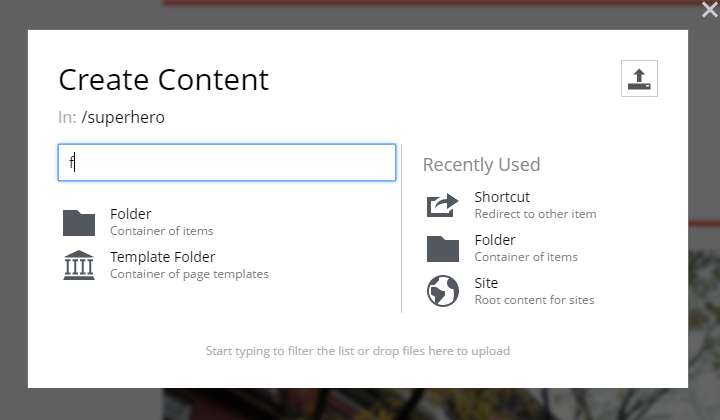 Create Content
In: /superhero
f
Folder
Container of items
Template Folder
Container of page templates
Recently Used
Shortcut
Redirect to other item
Folder
Container of items
Site
Root content for sites
Start typing to filter the list or drop files here to upload